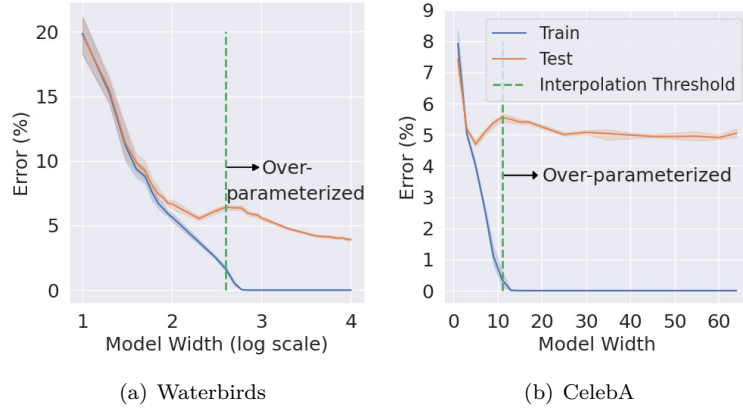 20
15
10
5
0
Error (%)
Over-
parameterized
1
2
3
4
Model Width (log scale)
(a) Waterbirds
9
8
7
6
5
4
3
2
1
0
Error (%)
Train
Test
Interpolation Threshold
Over-parameterized
0
10
20
30
40
50
60
Model Width
(b) CelebA